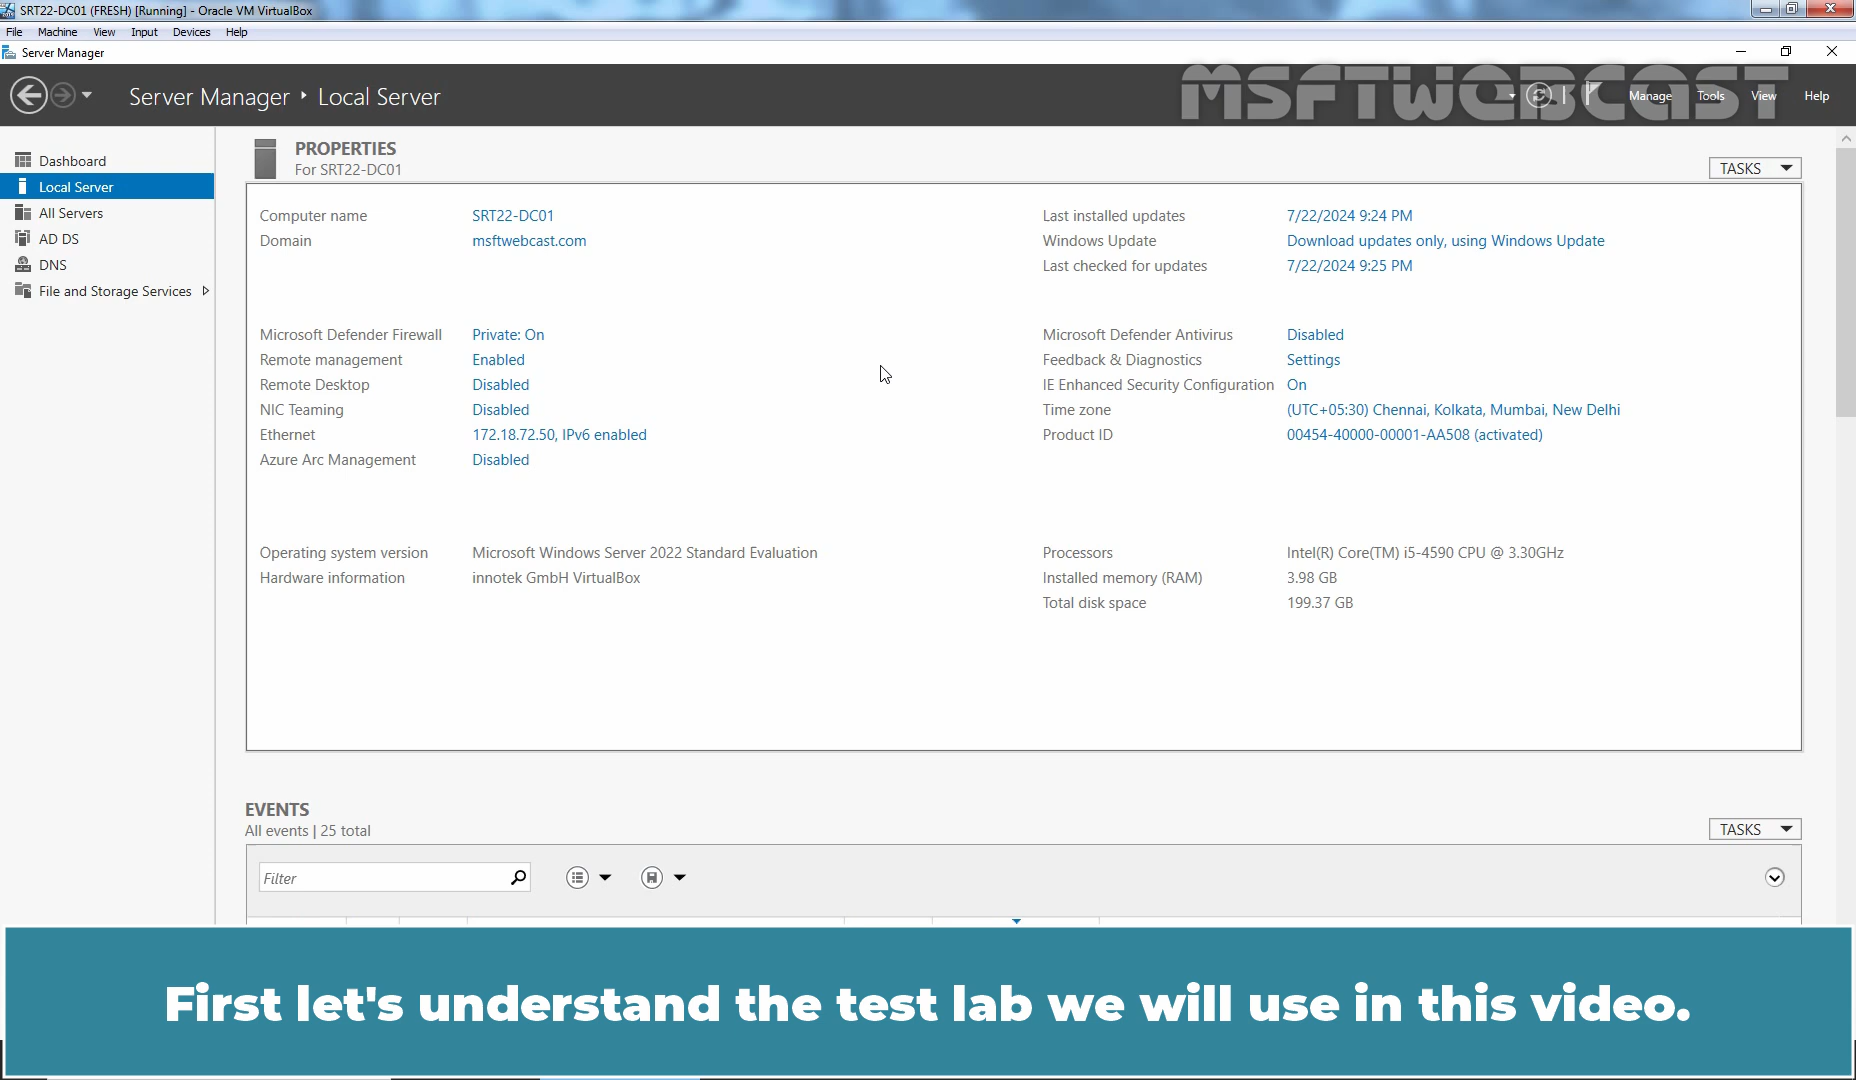 SRT22-DC01 (FRESH) [Running] - Oracle VM VirtualBox
File Machine View Input Devices Help
Server Manager
Server Manager ‣ Local Server
MSFTWEBCAST
Manage Tools View Help
Dashboard
Local Server
All Servers
AD DS
DNS
File and Storage Services
PROPERTIES
For SRT22-DC01
TASKS
Computer name SRT22-DC01
Domain msftwebcast.com
Last installed updates 7/22/2024 9:24 PM
Windows Update Download updates only, using Windows Update
Last checked for updates 7/22/2024 9:25 PM
Microsoft Defender Firewall Private: On
Remote management Enabled
Remote Desktop Disabled
NIC Teaming Disabled
Ethernet 172.18.72.50, IPv6 enabled
Azure Arc Management Disabled
Microsoft Defender Antivirus Disabled
Feedback & Diagnostics Settings
IE Enhanced Security Configuration On
Time zone (UTC+05:30) Chennai, Kolkata, Mumbai, New Delhi
Product ID 00454-40000-00001-AA508 (activated)
Operating system version Microsoft Windows Server 2022 Standard Evaluation
Hardware information innotek GmbH VirtualBox
Processors Intel(R) Core(TM) i5-4590 CPU @ 3.30GHz
Installed memory (RAM) 3.98 GB
Total disk space 199.37 GB
EVENTS
All events | 25 total
TASKS
Filter
First let's understand the test lab we will use in this video.